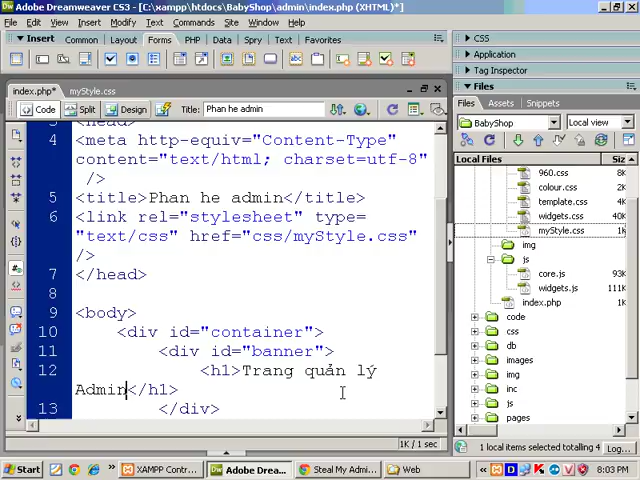 Adobe Dreamweaver CS3 - [C:\xampp\htdocs\BabyShop\admin\index.php (XHTML)*]
File Edit View Insert Modify Text Commands Site Window Help
Insert Common Layout Forms PHP Data Spry Text Favorites
index.php* myStyle.css
Code Split Design Title: Phan he admin
3 <head>
4 <meta http-equiv="Content-Type"
content="text/html; charset=utf-8"
/>
5 <title>Phan he admin</title>
6 <link rel="stylesheet" type=
"text/css" href="css/myStyle.css"
/>
7 </head>
8
9 <body>
10 <div id="container">
11 <div id="banner">
12 <h1>Trang quản lý
Admin</h1>
13 </div>
1K / 1 sec
CSS
Application
Tag Inspector
Files
Files Assets Snippets
BabyShop Local view
Local Files Siz
960.css 8K
colour.css 2K
template.css 4K
widgets.css 40K
myStyle.css 1K
img
js
core.js 93K
widgets.js 111K
index.php
code
css
db
images
img
inc
js
pages
1 local items selected totalling 4 Log...
Start XAMPP Contr... Adobe Drea... Steal My Admi... Web 8:03 PM